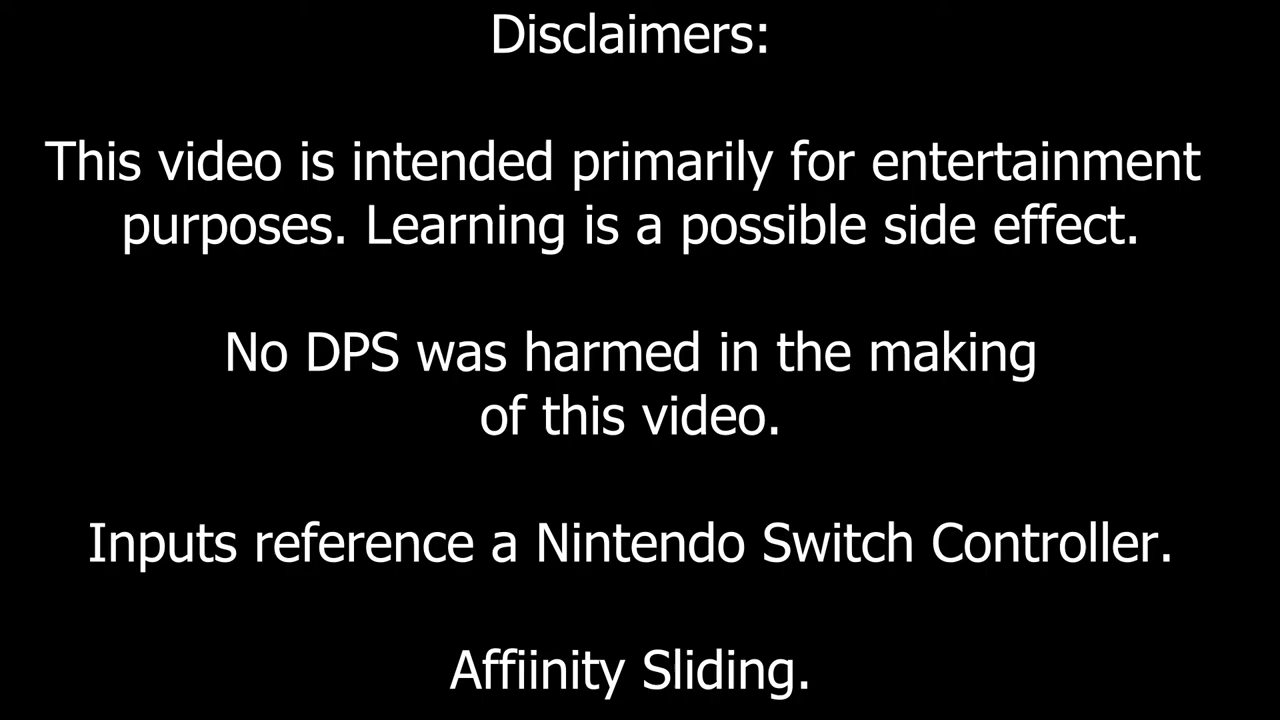 Disclaimers:
This video is intended primarily for entertainment
purposes. Learning is a possible side effect.
No DPS was harmed in the making
of this video.
Inputs reference a Nintendo Switch Controller.
Affiinity Sliding.